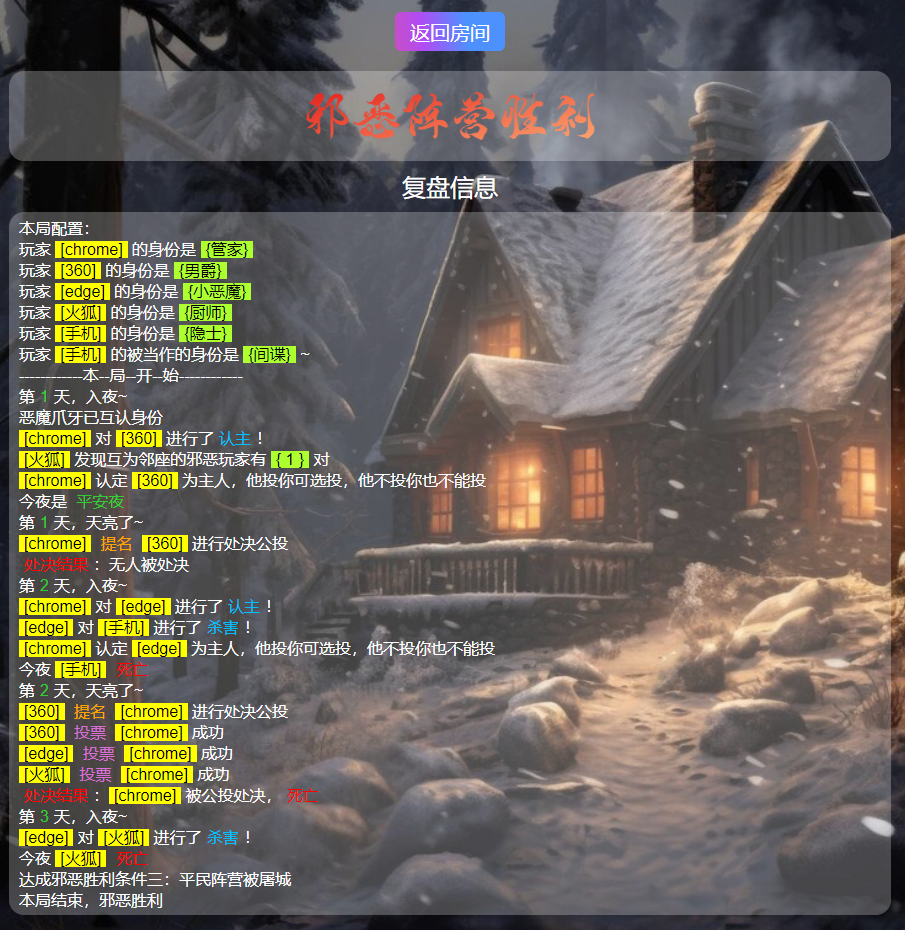 返回房间
邪恶阵营胜利
复盘信息
本局配置：
玩家 [chrome] 的身份是 {管家}
玩家 [360] 的身份是 {男爵}
玩家 [edge] 的身份是 {小恶魔}
玩家 [火狐] 的身份是 {厨师}
玩家 [手机] 的身份是 {隐士}
玩家 [手机] 的被当作的身份是 {间谍} ~
------------本--局--开--始------------
第 1 天，入夜~
恶魔爪牙已互认身份
[chrome] 对 [360] 进行了 认主 ！
[火狐] 发现互为邻座的邪恶玩家有 { 1 } 对
[chrome] 认定 [360] 为主人，他投你可选投，他不投你也不能投
今夜是 平安夜
第 1 天，天亮了~
[chrome] 提名 [360] 进行处决公投
处决结果 ：无人被处决
第 2 天，入夜~
[chrome] 对 [edge] 进行了 认主 ！
[edge] 对 [手机] 进行了 杀害 ！
[chrome] 认定 [edge] 为主人，他投你可选投，他不投你也不能投
今夜 [手机] 死亡
第 2 天，天亮了~
[360] 提名 [chrome] 进行处决公投
[360] 投票 [chrome] 成功
[edge] 投票 [chrome] 成功
[火狐] 投票 [chrome] 成功
处决结果 ：[chrome] 被公投处决， 死亡
第 3 天，入夜~
[edge] 对 [火狐] 进行了 杀害 ！
今夜 [火狐] 死亡
达成邪恶胜利条件三：平民阵营被屠城
本局结束，邪恶胜利